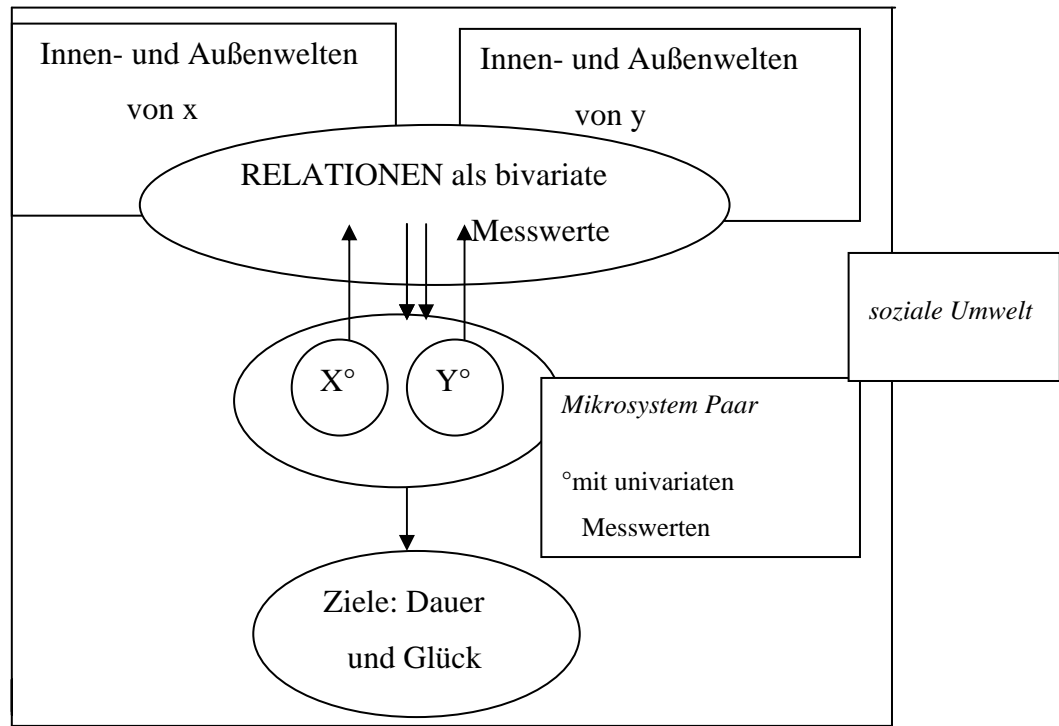 Innen- und Außenwelten
von x
Innen- und Außenwelten
von y
RELATIONEN als bivariate
Messwerte
soziale Umwelt
X°
Y°
Mikrosystem Paar
°mit univariaten
Messwerten
Ziele: Dauer
und Glück